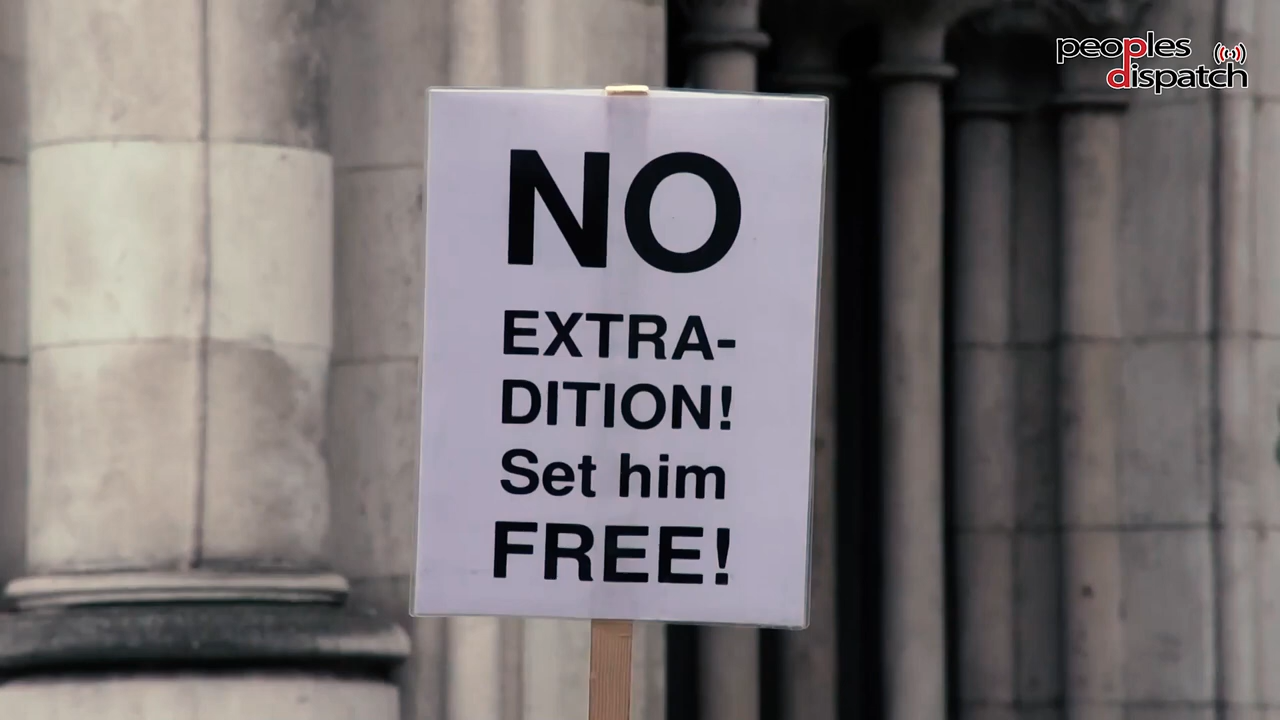 peoples
dispatch
NO
EXTRA-
DITION!
Set him
FREE!